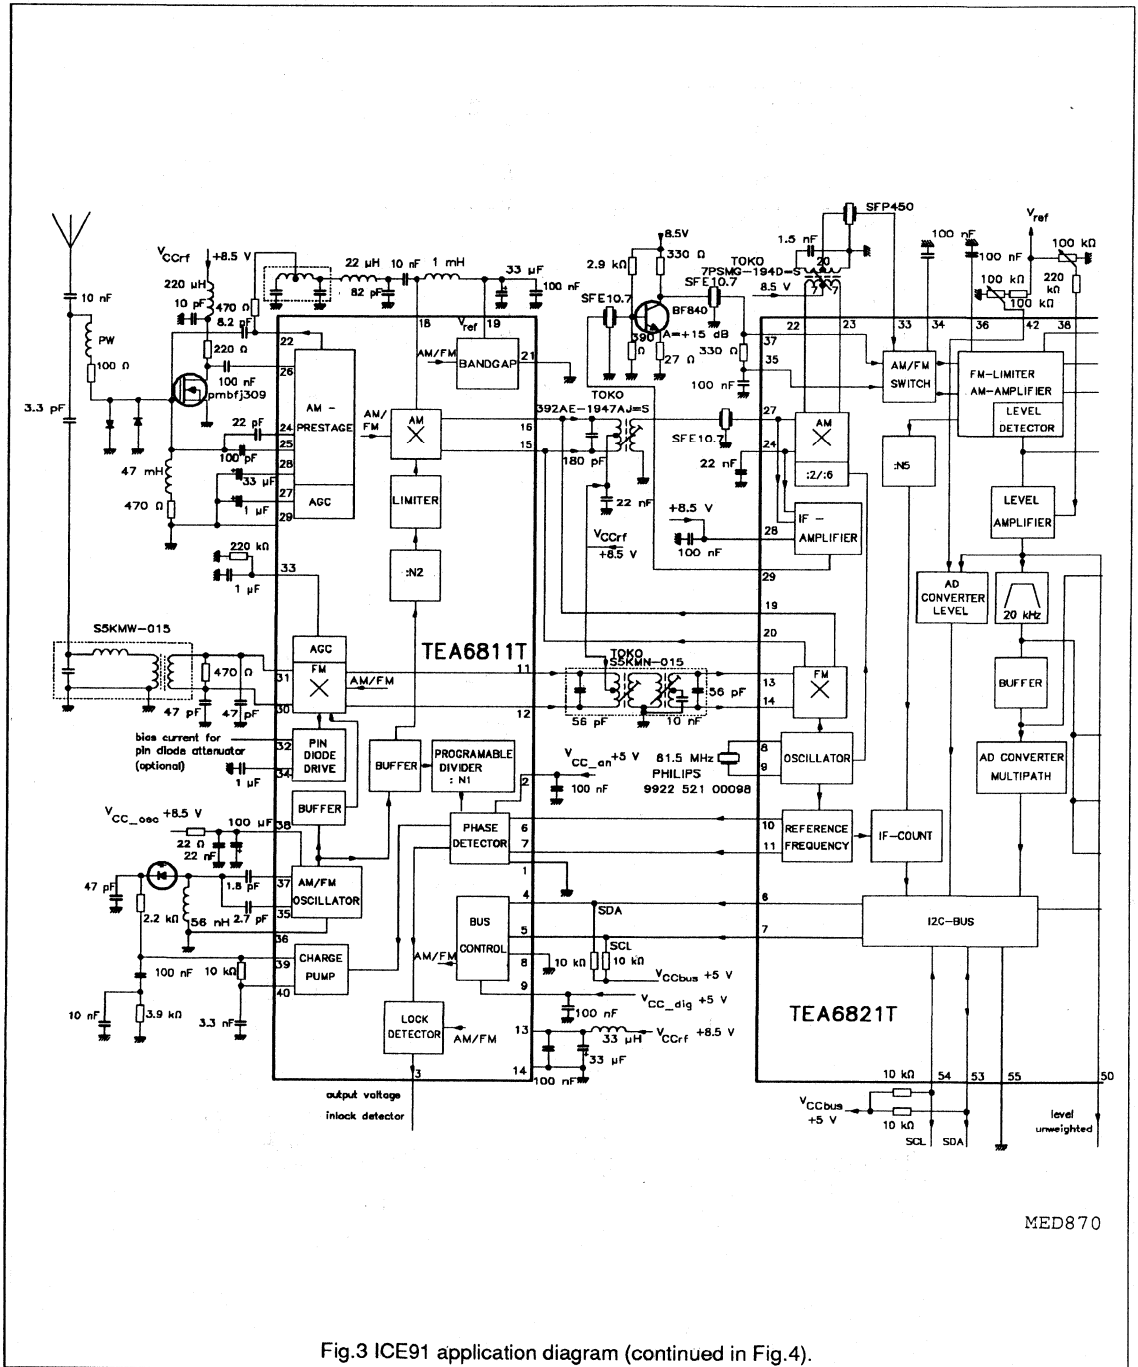 SFP450
V CCrf +8.5 V
220 µH
10 pF
470 Ω
8.2 pF
220 Ω
100 nF
pmbfj309
10 nF
PW
100 Ω
3.3 pF
22 pF
100 pF
33 µF
1 µF
47 mH
470 Ω
22 µH
10 nF
1 mH
82 pF
33 µF
100 nF
18
V ref
19
22
26
24
25
28
27
29
AM-
PRESTAGE
AGC
AM/FM
BANDGAP
21
AM/
FM
AM
16
15
LIMITER
:N2
TEA6811T
220 kΩ
1 µF
33
S5KMW-015
470 Ω
47 pF
47 pF
31
30
AGC
FM
AM/FM
11
12
bias current for
pin diode attenuator
(optional)
32
34
1 µF
PIN
DIODE
DRIVE
BUFFER
BUFFER
PROGRAMABLE
DIVIDER
: N1
2
PHASE
DETECTOR
6
7
1
V CC_osc +8.5 V
22 Ω
22 nF
100 µF
38
47 pF
1.8 pF
2.7 pF
37
35
36
AM/FM
OSCILLATOR
2.2 kΩ
56 nH
100 nF
10 kΩ
39
40
CHARGE
PUMP
10 nF
3.9 kΩ
3.3 nF
BUS
CONTROL
AM/FM
4
5
8
9
LOCK
DETECTOR
AM/FM
3
13
14
output voltage
inlock detector
8.5V
2.9 kΩ
330 Ω
SFE10.7
SFE10.7
BF840
390
Ω
A=+15 dB
27 Ω
330 Ω
100 nF
TOKO
392AE-1947AJ=S
180 pF
22 nF
SFE10.7
V CCrf
+8.5 V
+8.5 V
100 nF
22 nF
TOKO
S5KMN-015
56 pF
10 nF
56 pF
V CC_an +5 V
100 nF
81.5 MHz
PHILIPS
9922 521 00098
SDA
SCL
10 kΩ
10 kΩ
V CCbus +5 V
V CC_dig +5 V
100 nF
33 µH
V CCrf +8.5 V
100 nF
33 µF
TOKO
7PSMG-194D=S
8.5 V
1.5 nF
20
7
100 nF
100 nF
V ref
100 kΩ
100 kΩ
100 kΩ
220
kΩ
22
23
33
34
36
42
38
37
35
27
24
28
29
19
20
13
14
8
9
10
11
6
7
AM/FM
SWITCH
FM-LIMITER
AM-AMPLIFIER
LEVEL
DETECTOR
AM
:2/:6
:N5
IF-
AMPLIFIER
LEVEL
AMPLIFIER
AD
CONVERTER
LEVEL
20 kHz
FM
BUFFER
OSCILLATOR
AD CONVERTER
MULTIPATH
REFERENCE
FREQUENCY
IF-COUNT
I2C-BUS
TEA6821T
10 kΩ
10 kΩ
V CCbus
+5 V
54
53
55
50
SCL
SDA
level
unweighted
MED870
Fig.3 ICE91 application diagram (continued in Fig.4).